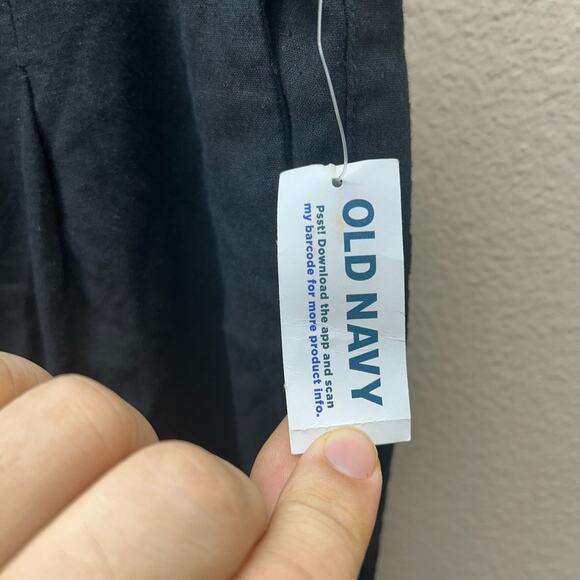 OLD NAVY
Psst! Download the app and scan
my barcode for more product info.